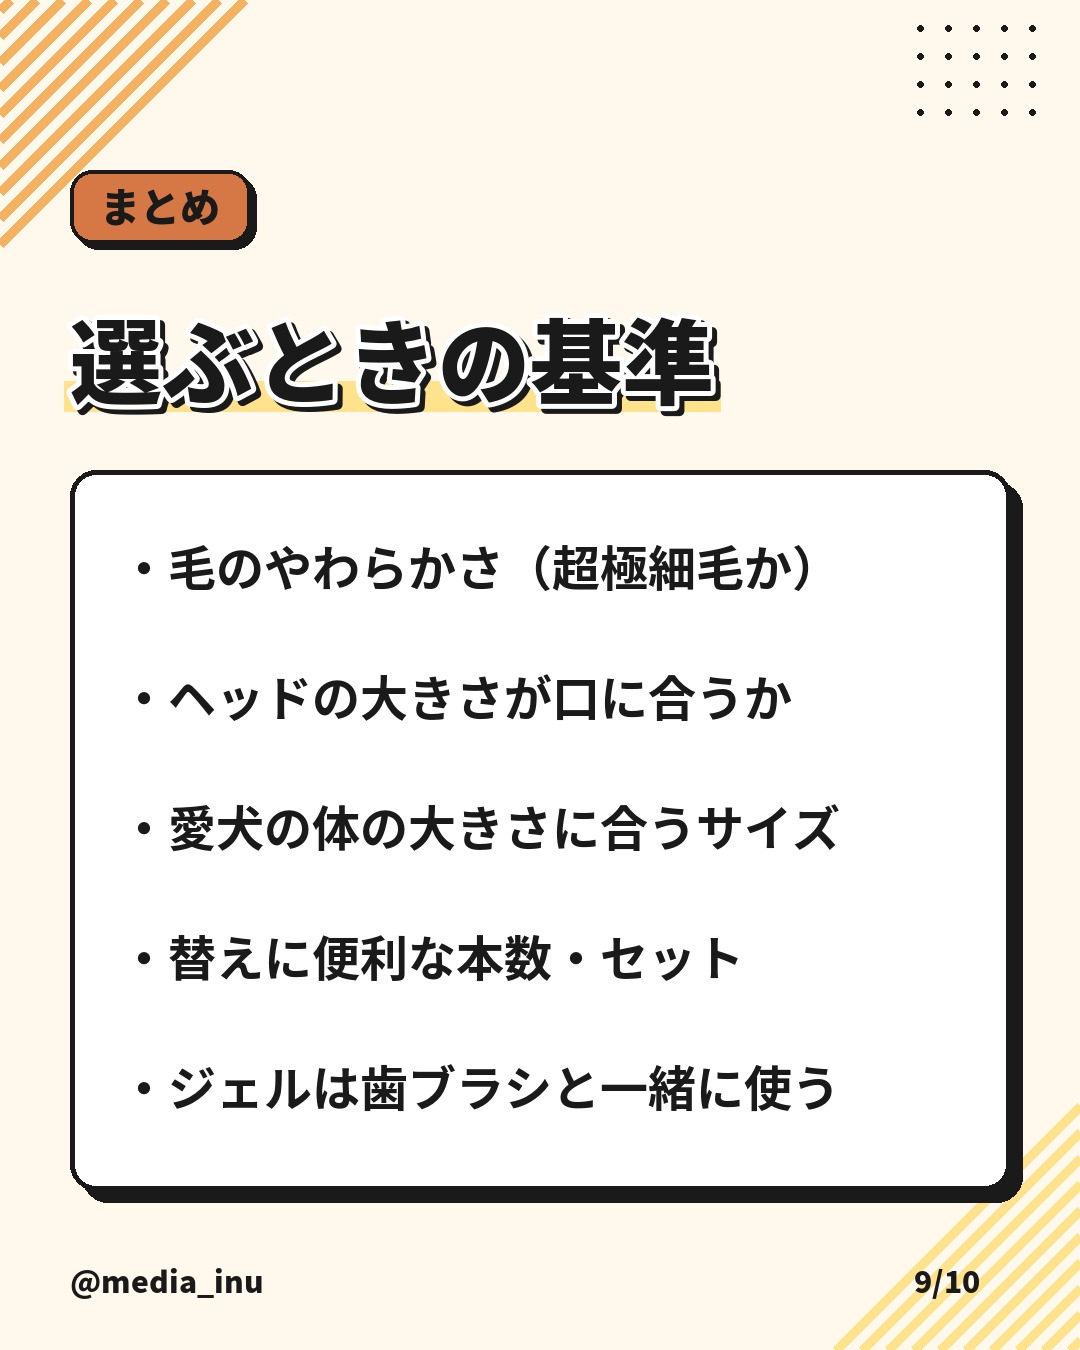 まとめ
選ぶときの基準
・毛のやわらかさ（超極細毛か）
・ヘッドの大きさが口に合うか
・愛犬の体の大きさに合うサイズ
・替えに便利な本数・セット
・ジェルは歯ブラシと一緒に使う
@media_inu
9/10